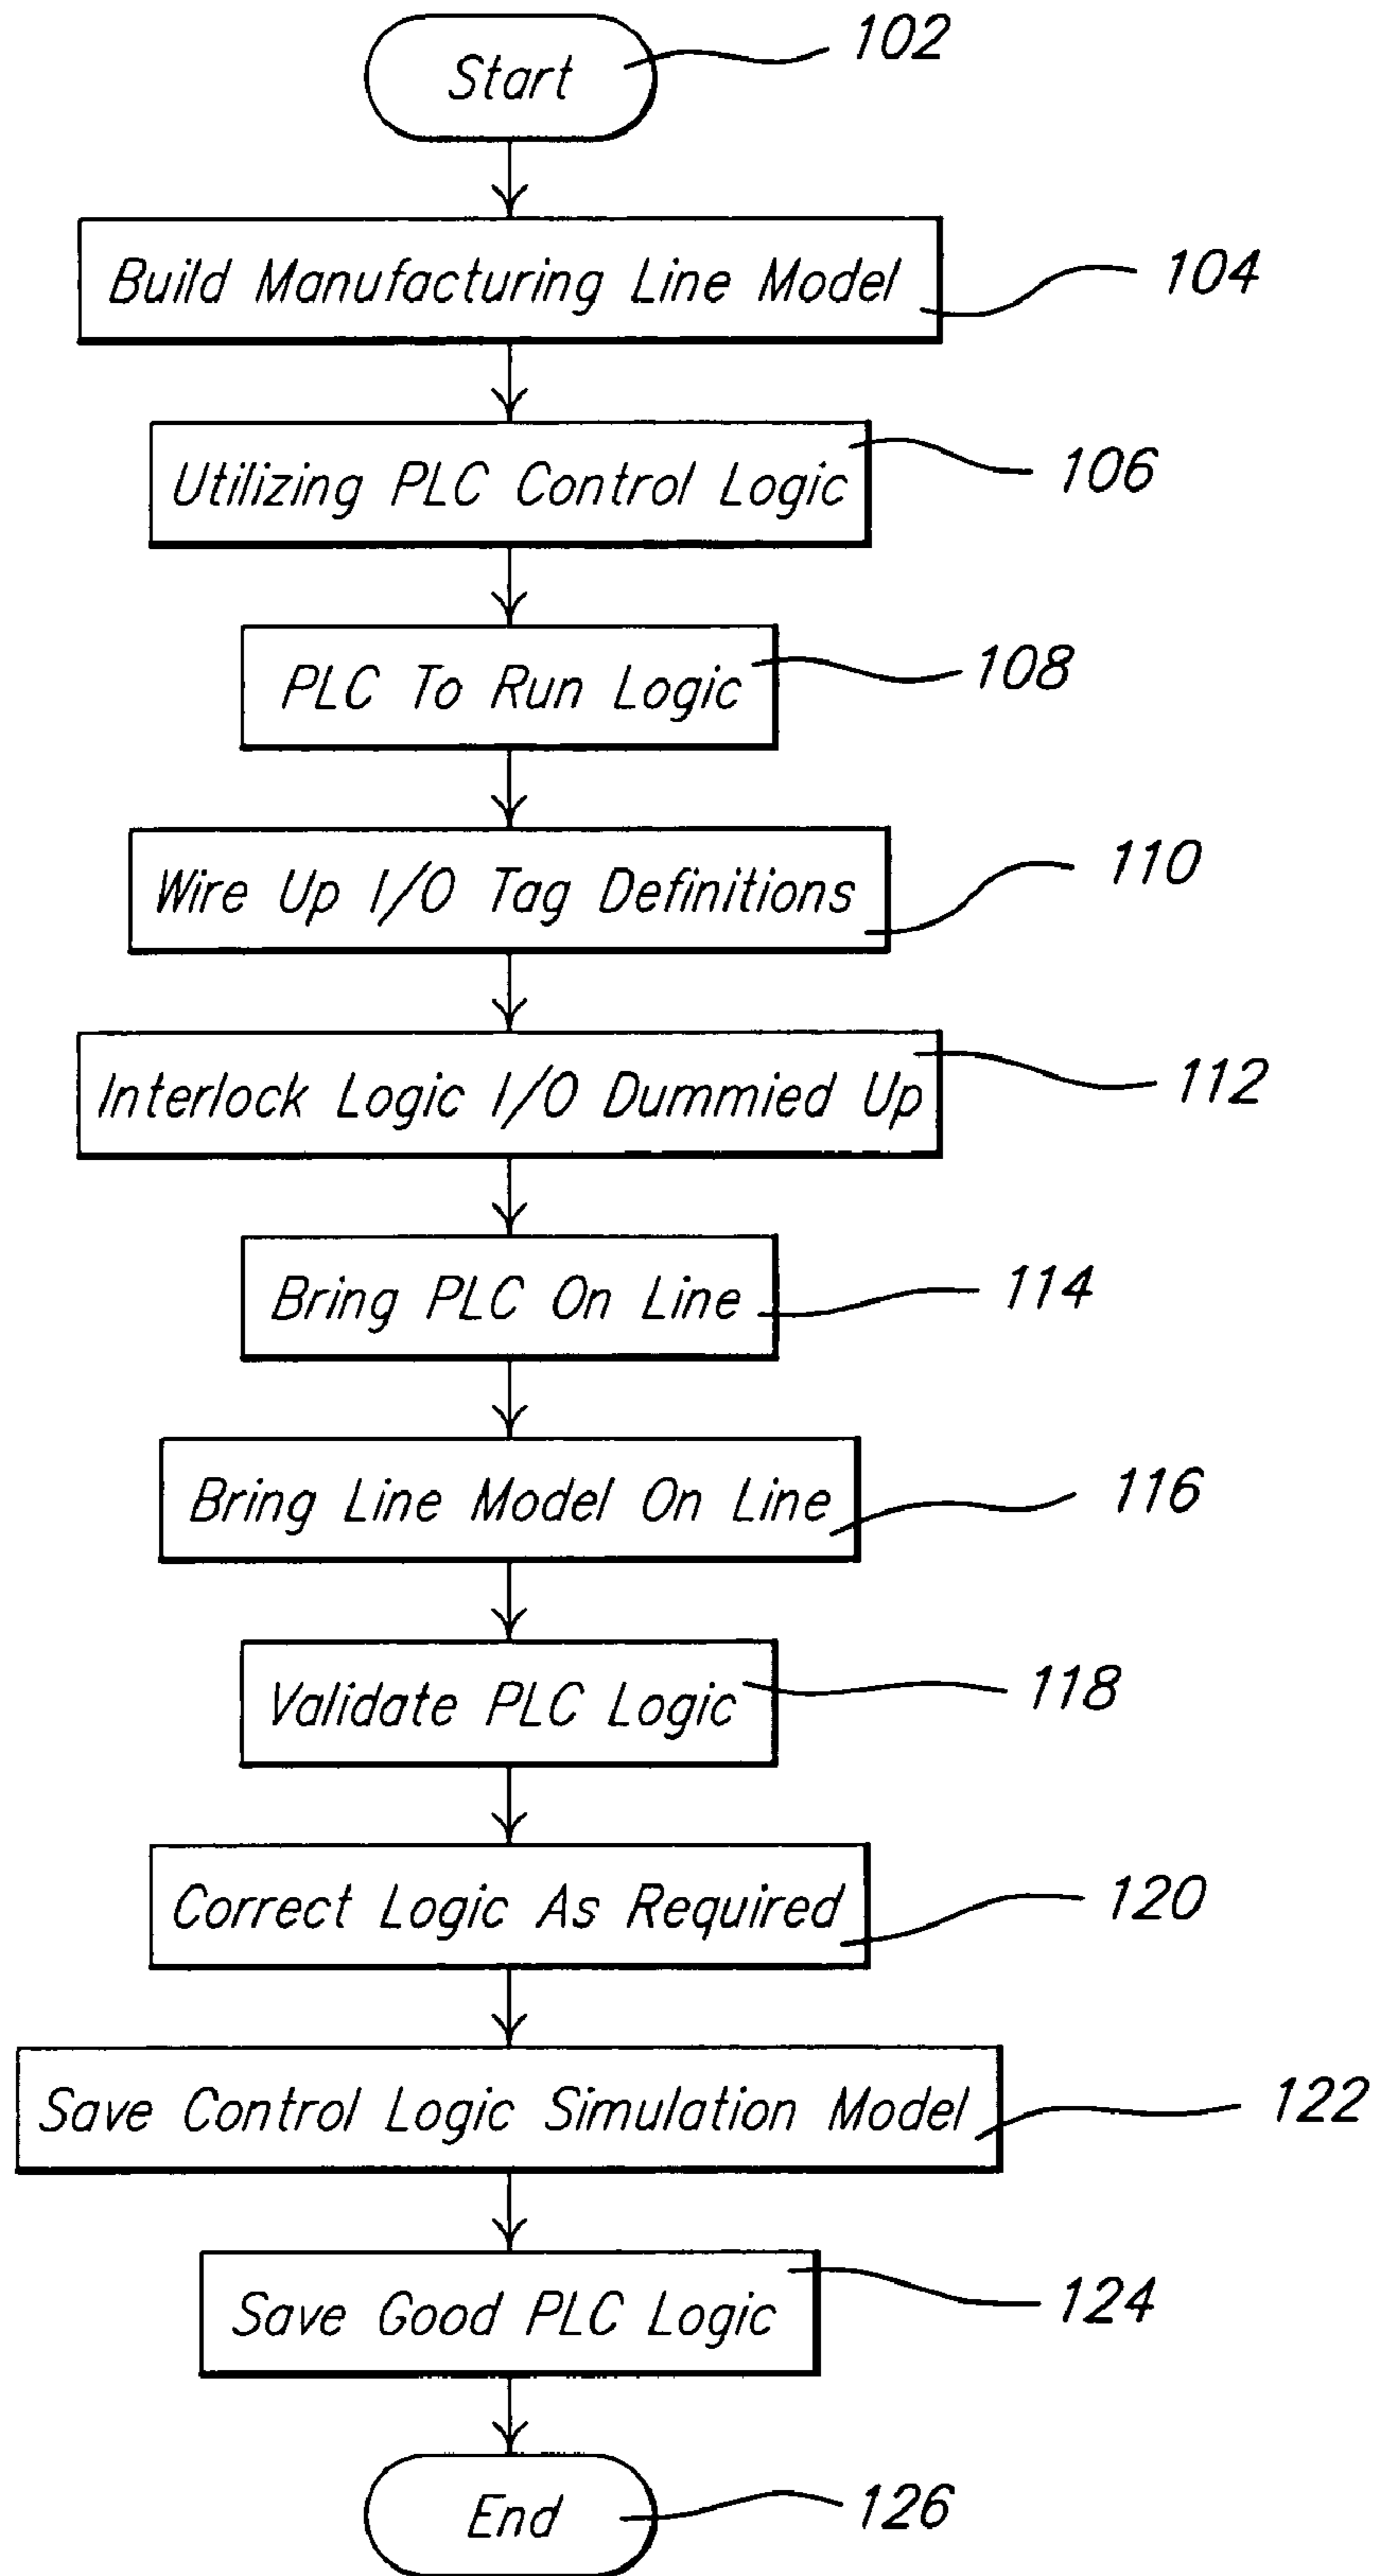 Start
102
Build Manufacturing Line Model
104
Utilizing PLC Control Logic
106
PLC To Run Logic
108
Wire Up I/O Tag Definitions
110
Interlock Logic I/O Dummied Up
112
Bring PLC On Line
114
Bring Line Model On Line
116
Validate PLC Logic
118
Correct Logic As Required
120
Save Control Logic Simulation Model
122
Save Good PLC Logic
124
End
126